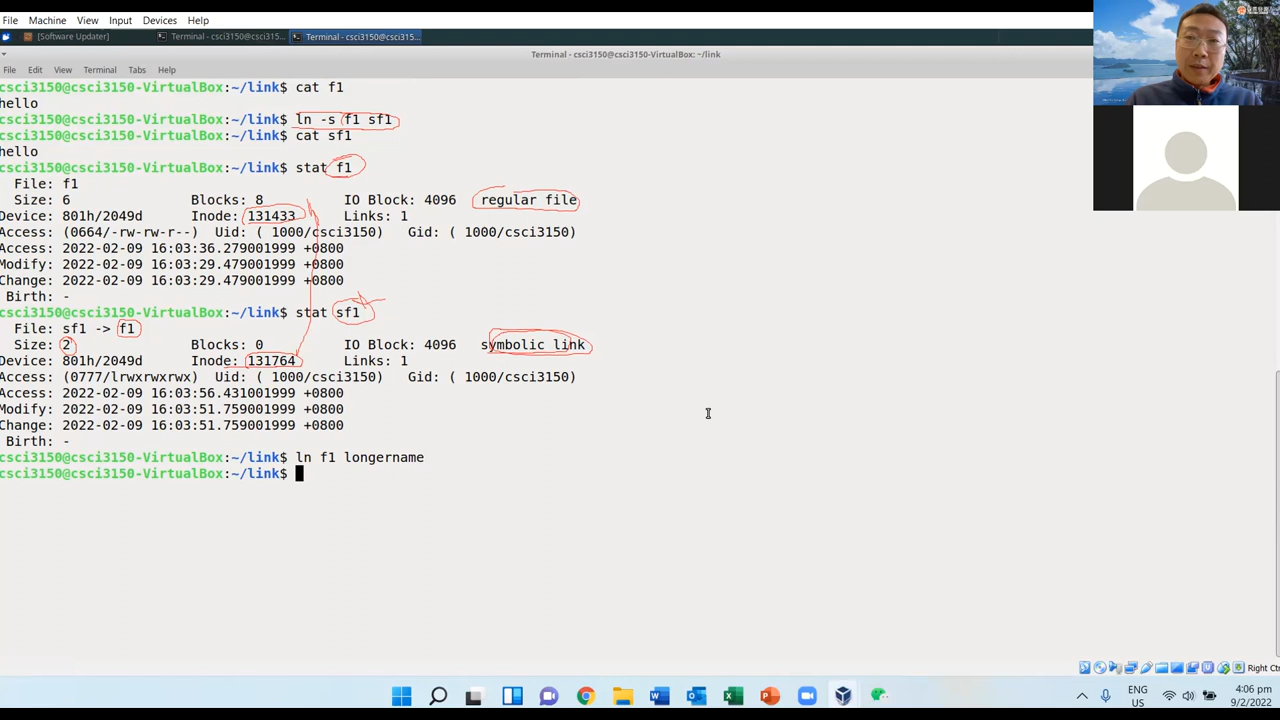 File Machine View Input Devices Help
[Software Updater] Terminal - csci3150@csci315... Terminal - csci3150@csci315...
Terminal - csci3150@csci3150-VirtualBox: ~/link
File Edit View Terminal Tabs Help
csci3150@csci3150-VirtualBox:~/link$ cat f1
hello
csci3150@csci3150-VirtualBox:~/link$ ln -s f1 sf1
csci3150@csci3150-VirtualBox:~/link$ cat sf1
hello
csci3150@csci3150-VirtualBox:~/link$ stat f1
File: f1
Size: 6 Blocks: 8 IO Block: 4096 regular file
Device: 801h/2049d Inode: 131433 Links: 1
Access: (0664/-rw-rw-r--) Uid: ( 1000/csci3150) Gid: ( 1000/csci3150)
Access: 2022-02-09 16:03:36.279001999 +0800
Modify: 2022-02-09 16:03:29.479001999 +0800
Change: 2022-02-09 16:03:29.479001999 +0800
Birth: -
csci3150@csci3150-VirtualBox:~/link$ stat sf1
File: sf1 -> f1
Size: 2 Blocks: 0 IO Block: 4096 symbolic link
Device: 801h/2049d Inode: 131764 Links: 1
Access: (0777/lrwxrwxrwx) Uid: ( 1000/csci3150) Gid: ( 1000/csci3150)
Access: 2022-02-09 16:03:56.431001999 +0800
Modify: 2022-02-09 16:03:51.759001999 +0800
Change: 2022-02-09 16:03:51.759001999 +0800
Birth: -
csci3150@csci3150-VirtualBox:~/link$ ln f1 longername
csci3150@csci3150-VirtualBox:~/link$
Right Ctr
ENG
US
4:06 pm
9/2/2022